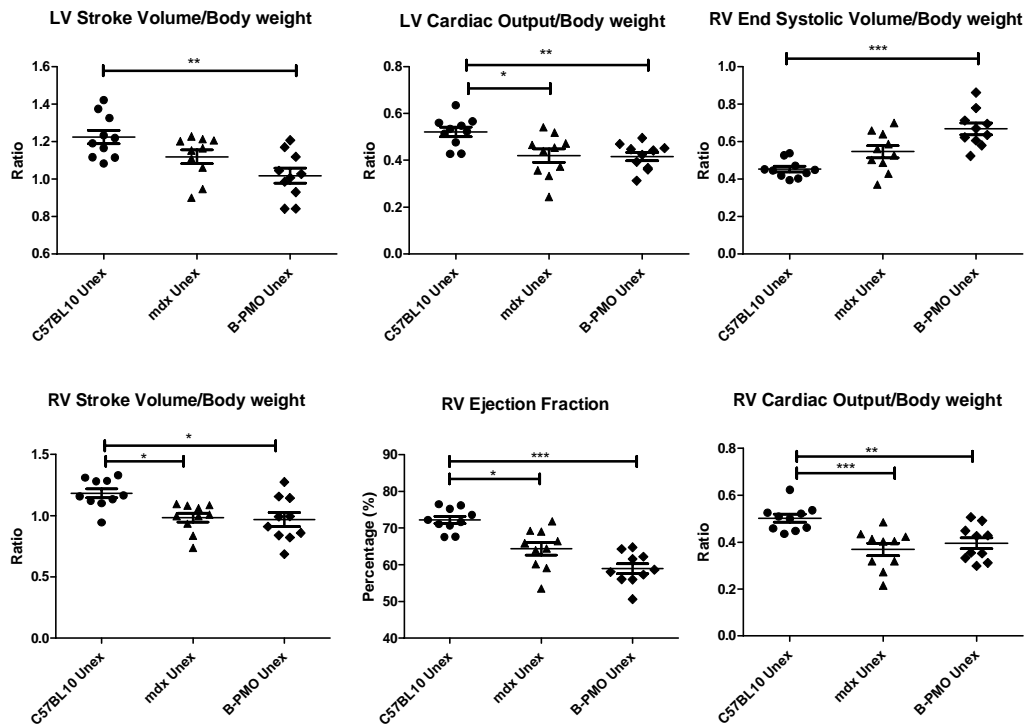 LV Stroke Volume/Body weight
Ratio
1.6
1.4
1.2
1.0
0.8
0.6
**
C57BL10 Unex
mdx Unex
B-PMO Unex
LV Cardiac Output/Body weight
Ratio
0.8
0.6
0.4
0.2
0.0
**
*
C57BL10 Unex
mdx Unex
B-PMO Unex
RV End Systolic Volume/Body weight
Ratio
1.0
0.8
0.6
0.4
0.2
0.0
***
C57BL10 Unex
mdx Unex
B-PMO Unex
RV Stroke Volume/Body weight
Ratio
1.5
1.0
0.5
0.0
*
*
C57BL10 Unex
mdx Unex
B-PMO Unex
RV Ejection Fraction
Percentage (%)
90
80
70
60
50
40
***
*
C57BL10 Unex
mdx Unex
B-PMO Unex
RV Cardiac Output/Body weight
Ratio
0.8
0.6
0.4
0.2
0.0
**
***
C57BL10 Unex
mdx Unex
B-PMO Unex